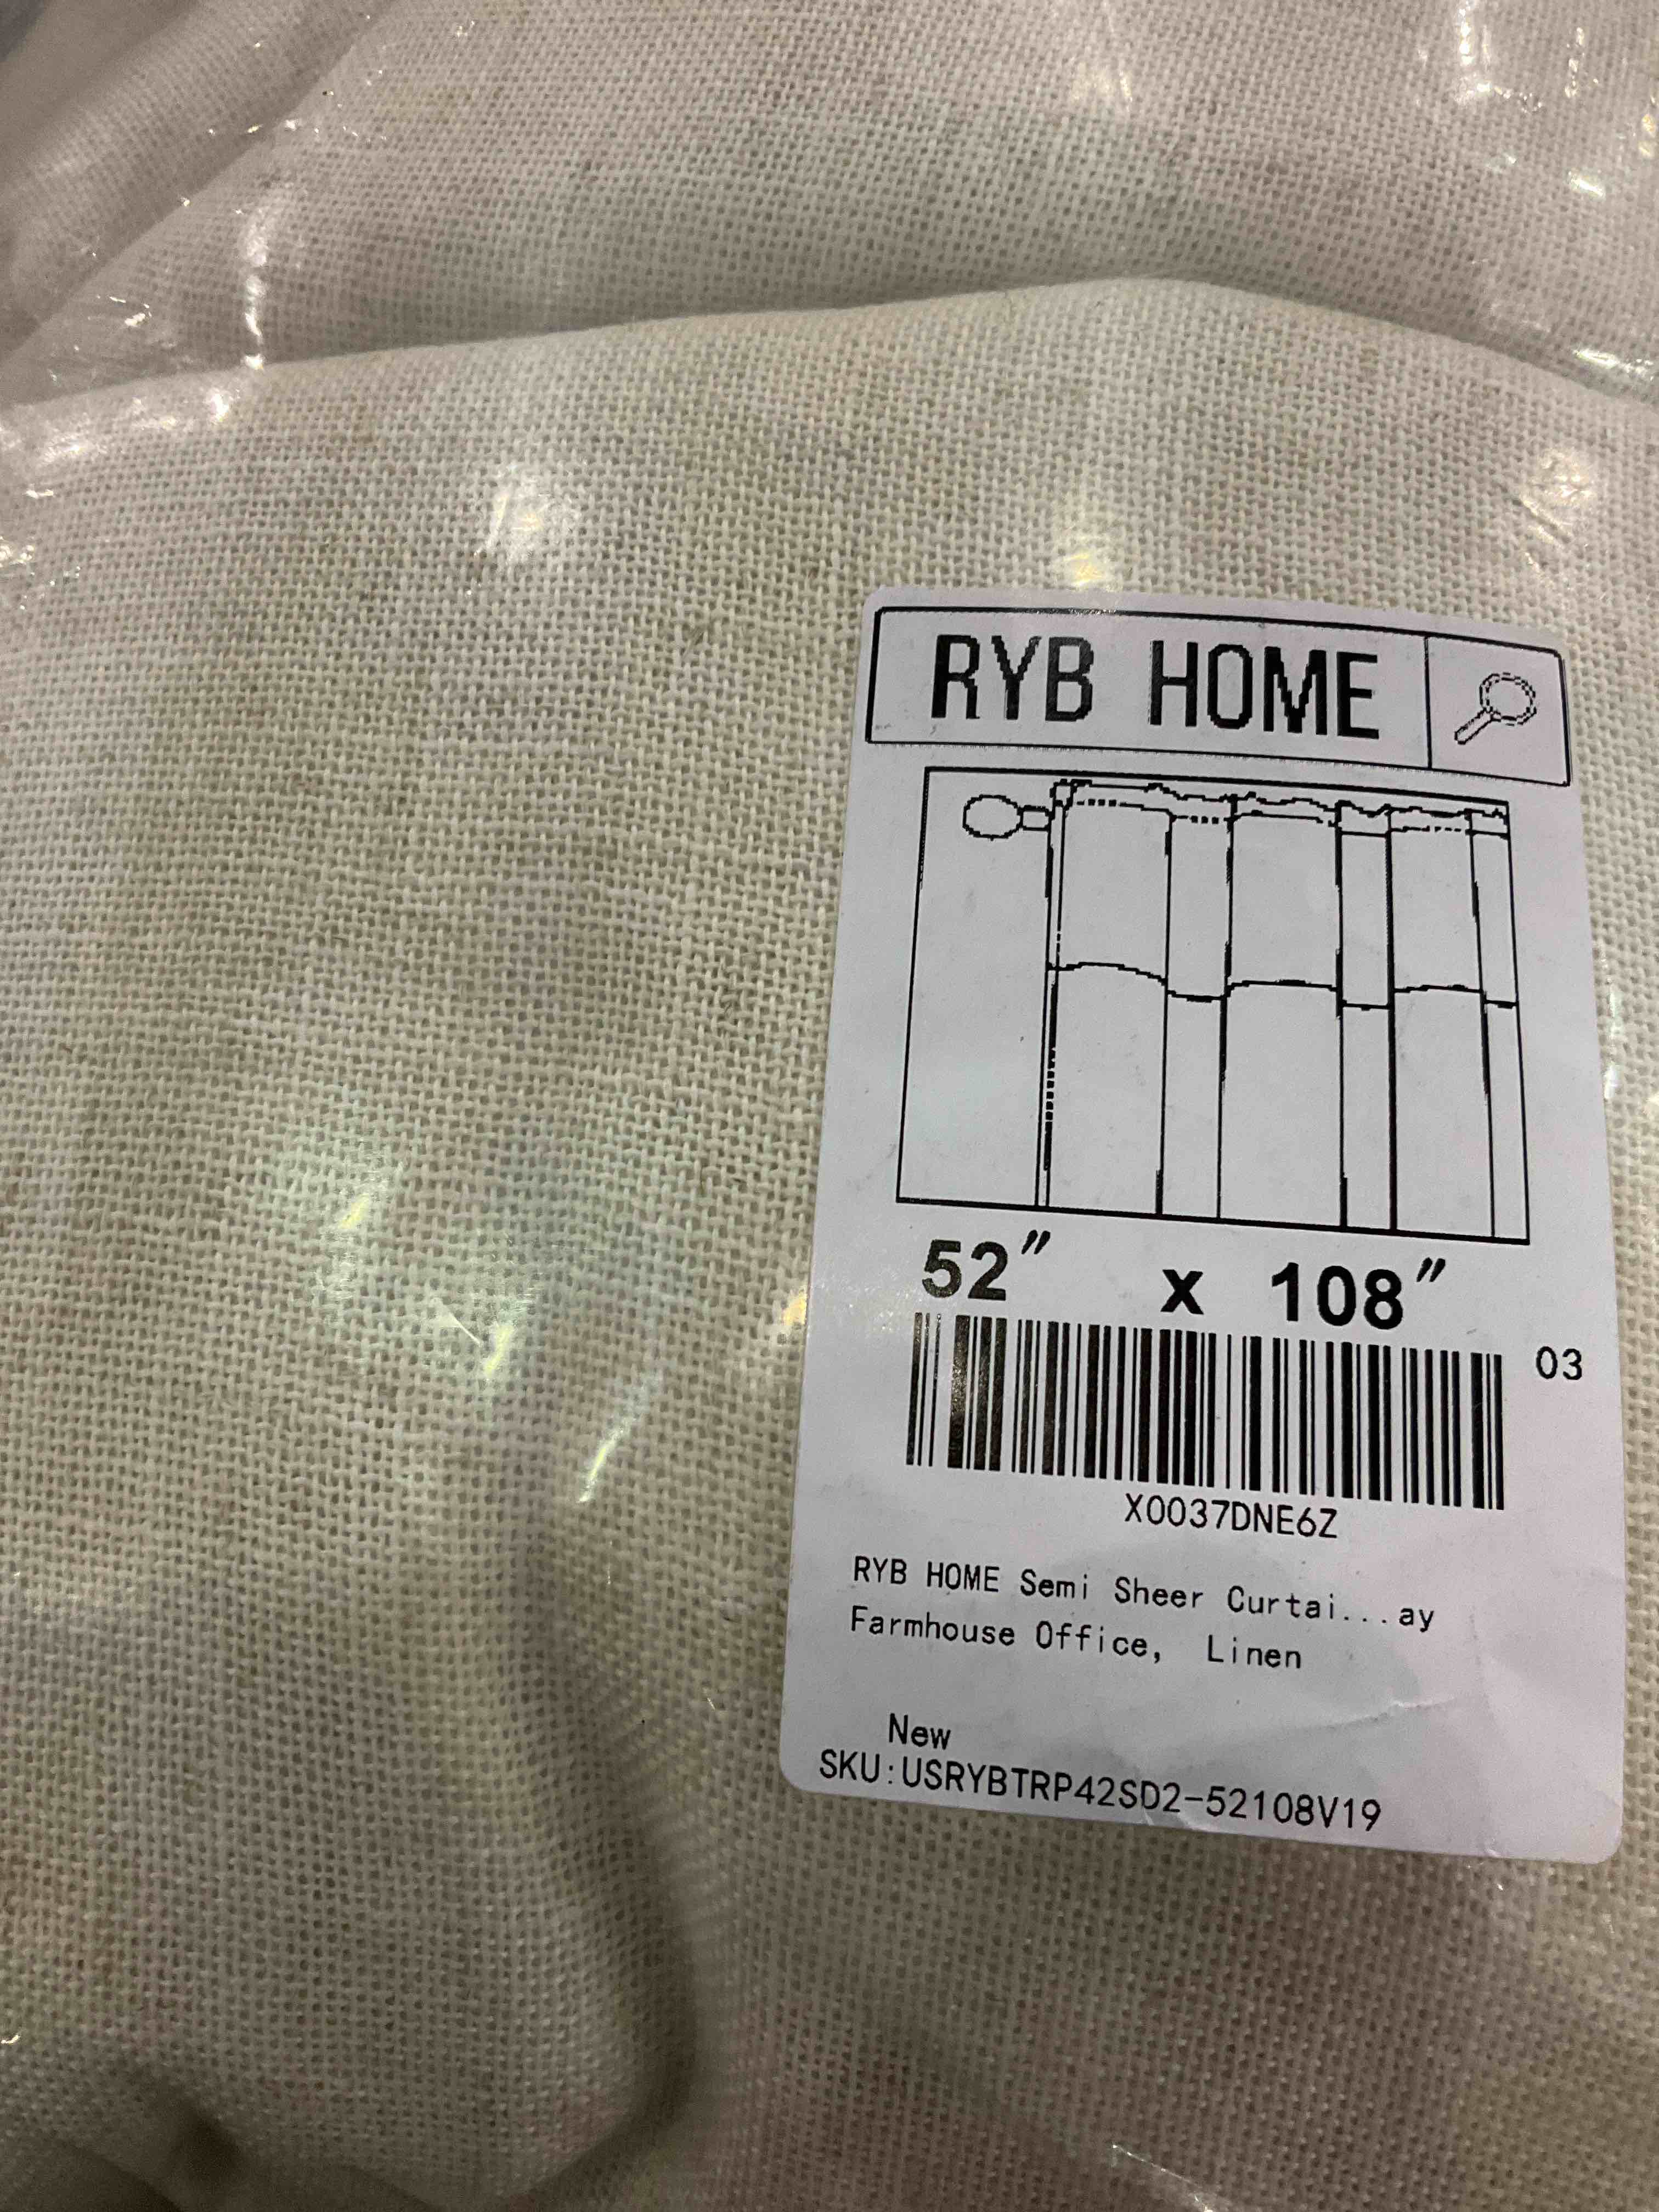 RYB HOME
52" x 108"
03
X0037DNE6Z
RYB HOME Semi Sheer Curtai...ay
Farmhouse Office, Linen
New
SKU:USRYBTRP42SD2-52108V19